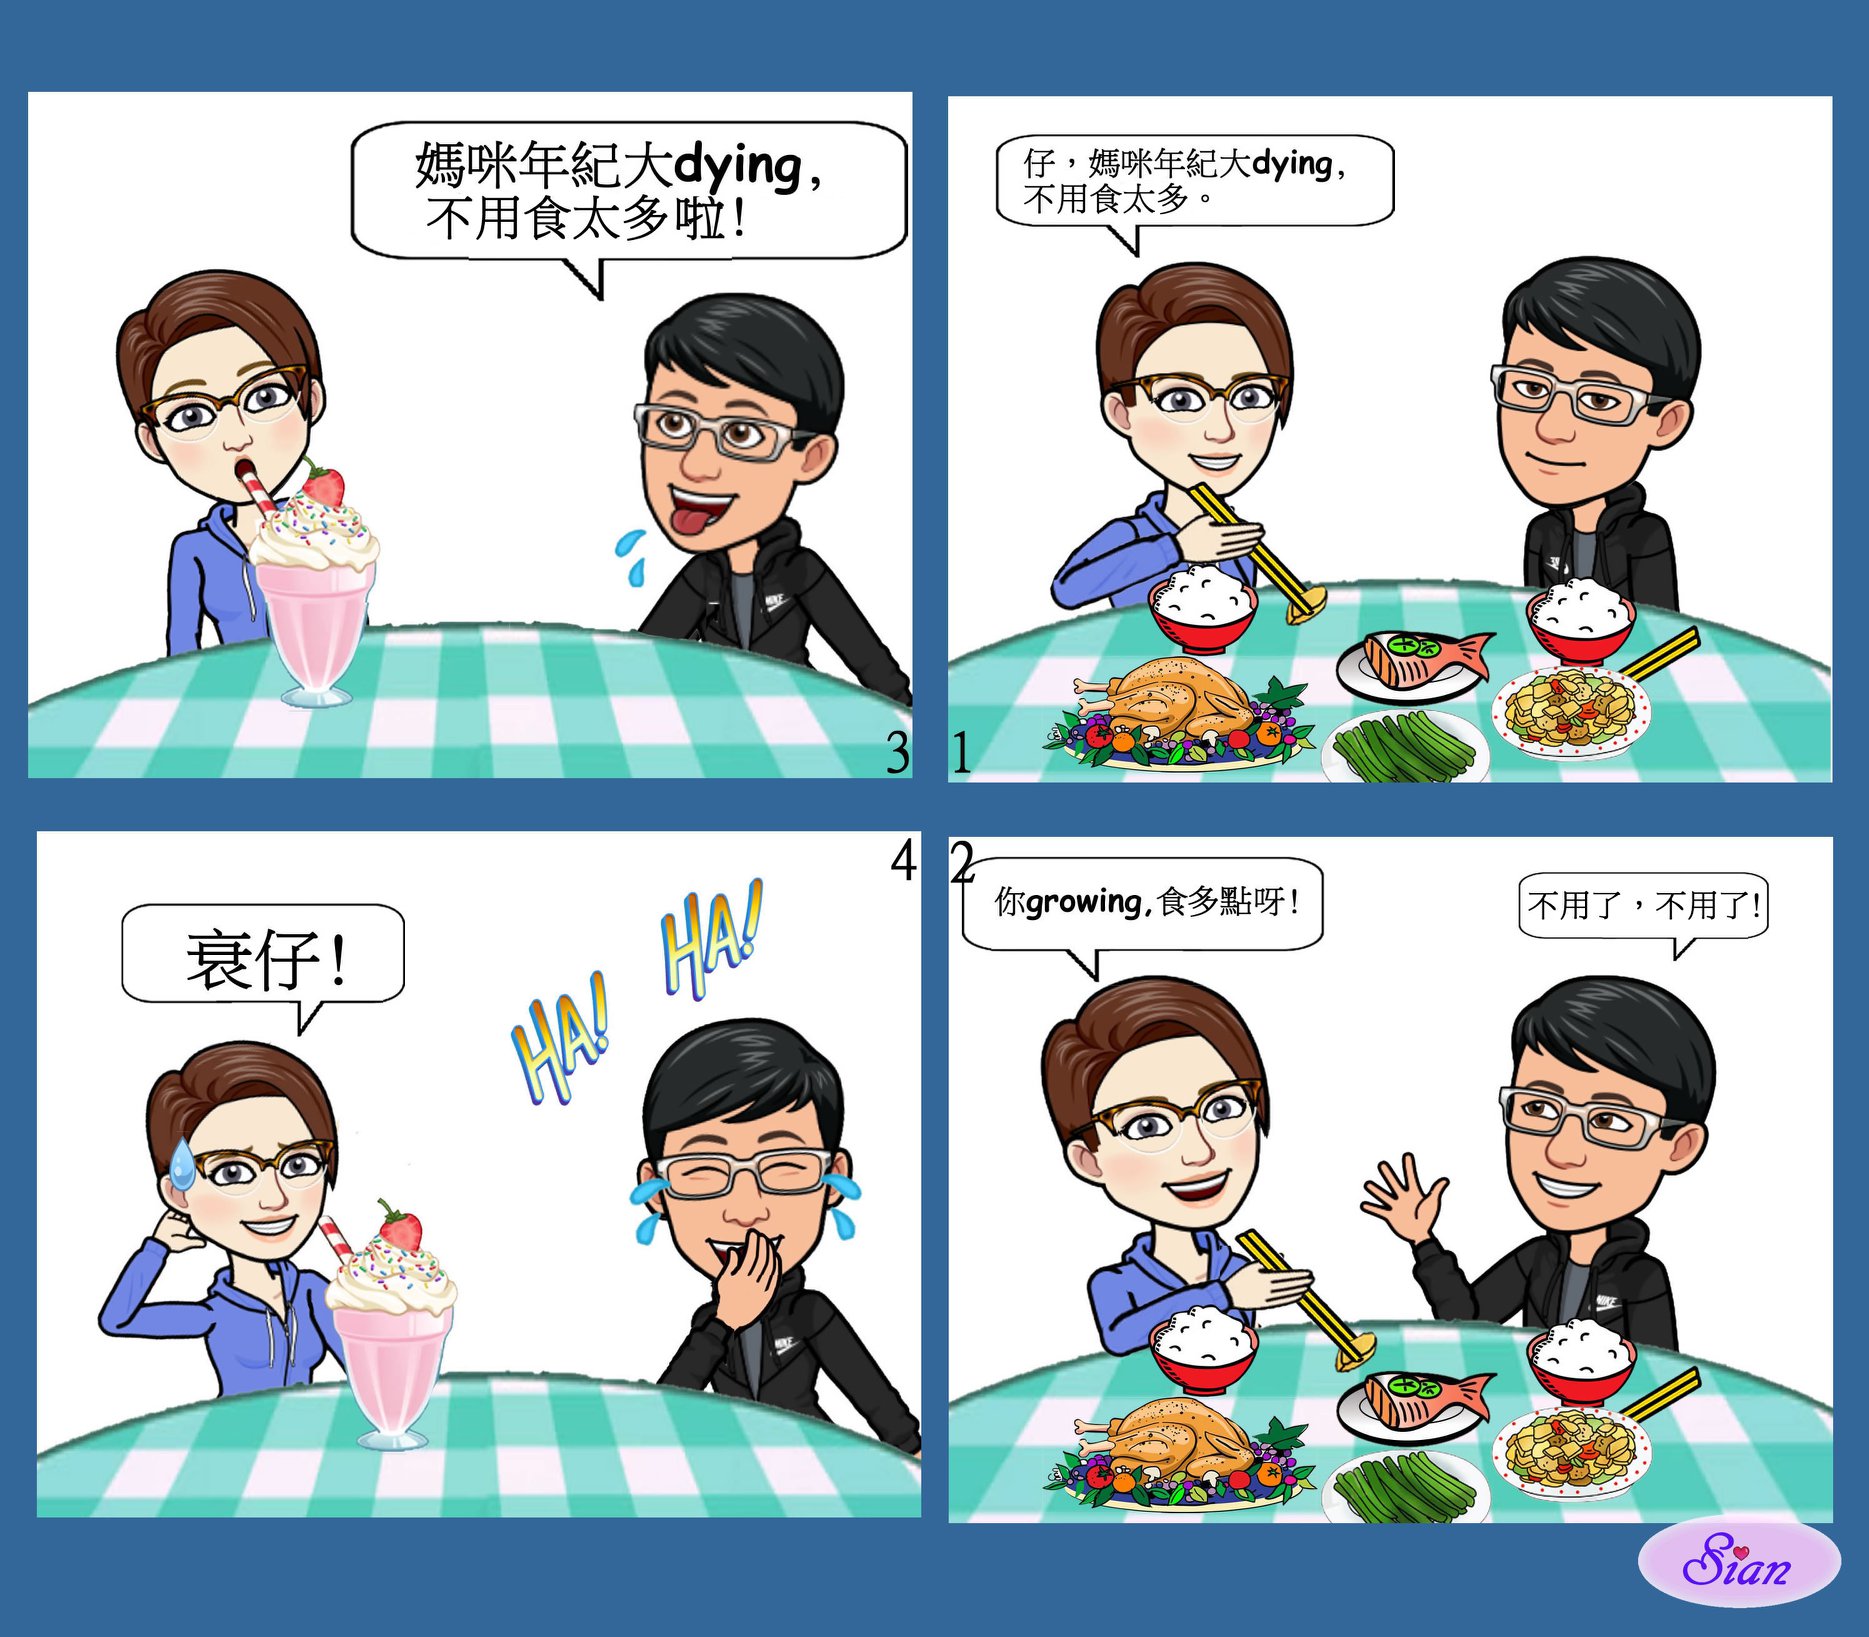 1
仔，媽咪年紀大dying,
不用食太多。
2
你growing,食多點呀!
不用了，不用了!
NIKE
3
媽咪年紀大dying,
不用食太多啦!
NIKE
4
衰仔!
HA!
HA!
NIKE
Sian